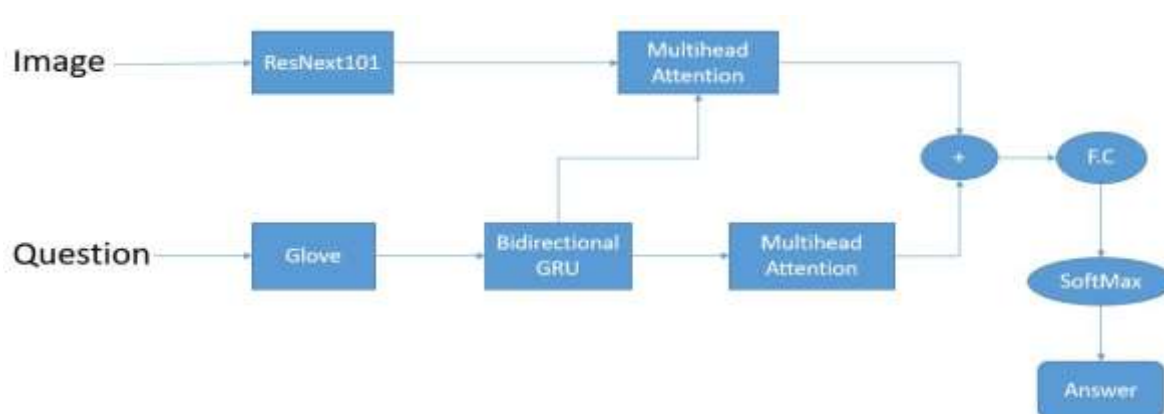 Image
ResNext101
Multihead
Attention
+
F.C
Question
Glove
Bidirectional
GRU
Multihead
Attention
SoftMax
Answer